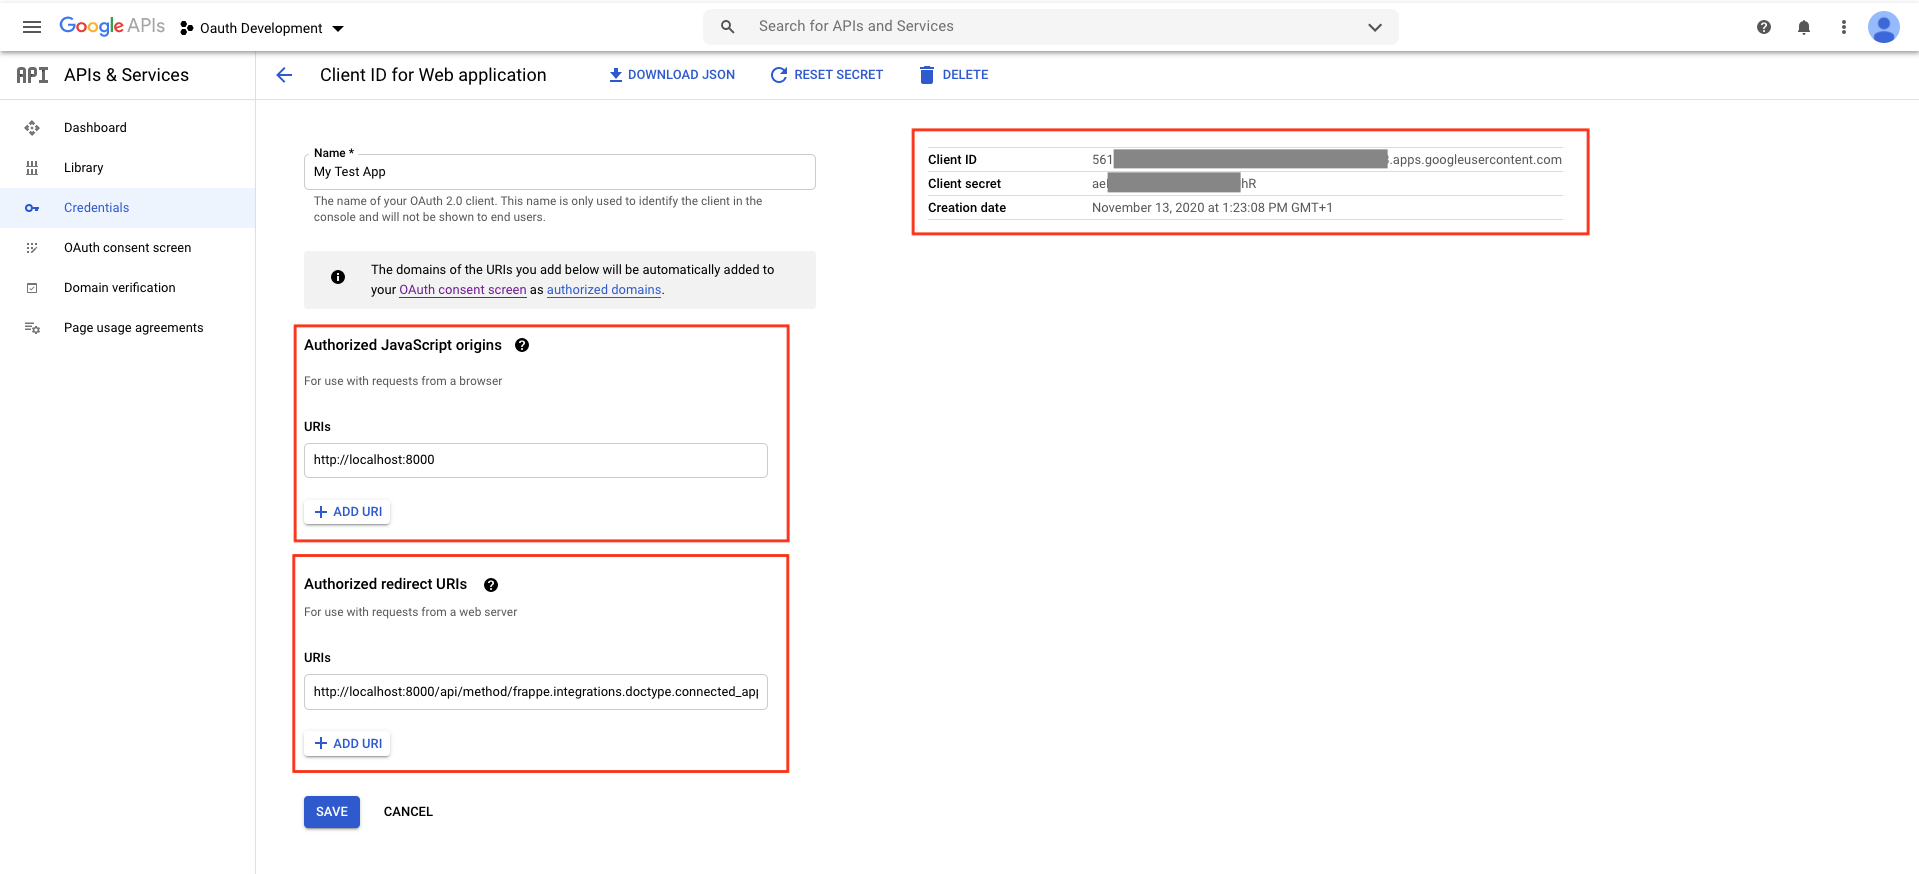 Google APIs
Oauth Development
Search for APIs and Services
API APIs & Services
Client ID for Web application
DOWNLOAD JSON
RESET SECRET
DELETE
Dashboard
Library
Credentials
OAuth consent screen
Domain verification
Page usage agreements
Name *
My Test App
The name of your OAuth 2.0 client. This name is only used to identify the client in the
console and will not be shown to end users.
The domains of the URIs you add below will be automatically added to
your OAuth consent screen as authorized domains.
Authorized JavaScript origins
For use with requests from a browser
URIs
http://localhost:8000
ADD URI
Authorized redirect URIs
For use with requests from a web server
URIs
http://localhost:8000/api/method/frappe.integrations.doctype.connected_app
ADD URI
SAVE
CANCEL
Client ID 561 .apps.googleusercontent.com
Client secret ae hR
Creation date November 13, 2020 at 1:23:08 PM GMT+1